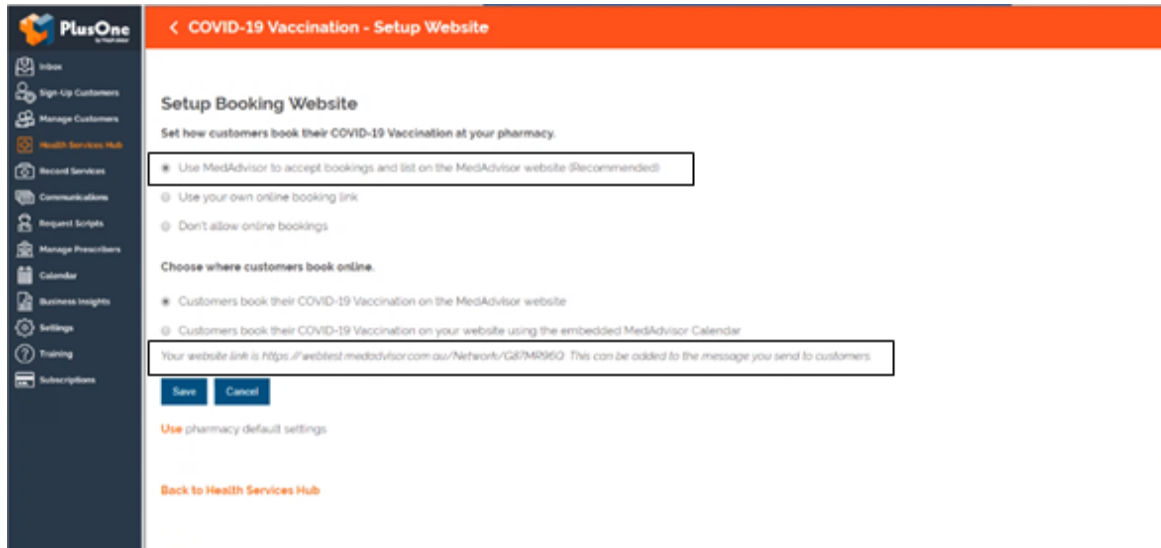 PlusOne
< COVID-19 Vaccination - Setup Website
Inbox
Sign-Up Customers
Manage Customers
Health Services Hub
Record Services
Communications
Request Scripts
Manage Prescribers
Calendar
Business Insights
Settings
Training
Subscriptions
Setup Booking Website
Set how customers book their COVID-19 Vaccination at your pharmacy.
Use MedAdvisor to accept bookings and list on the MedAdvisor website (Recommended)
Use your own online booking link
Don't allow online bookings
Choose where customers book online.
Customers book their COVID-19 Vaccination on the MedAdvisor website
Customers book their COVID-19 Vaccination on your website using the embedded MedAdvisor Calendar
Your website link is https://webtest.medadvisor.com.au/Network/G87MR96Q This can be added to the message you send to customers.
Save Cancel
Use pharmacy default settings
Back to Health Services Hub